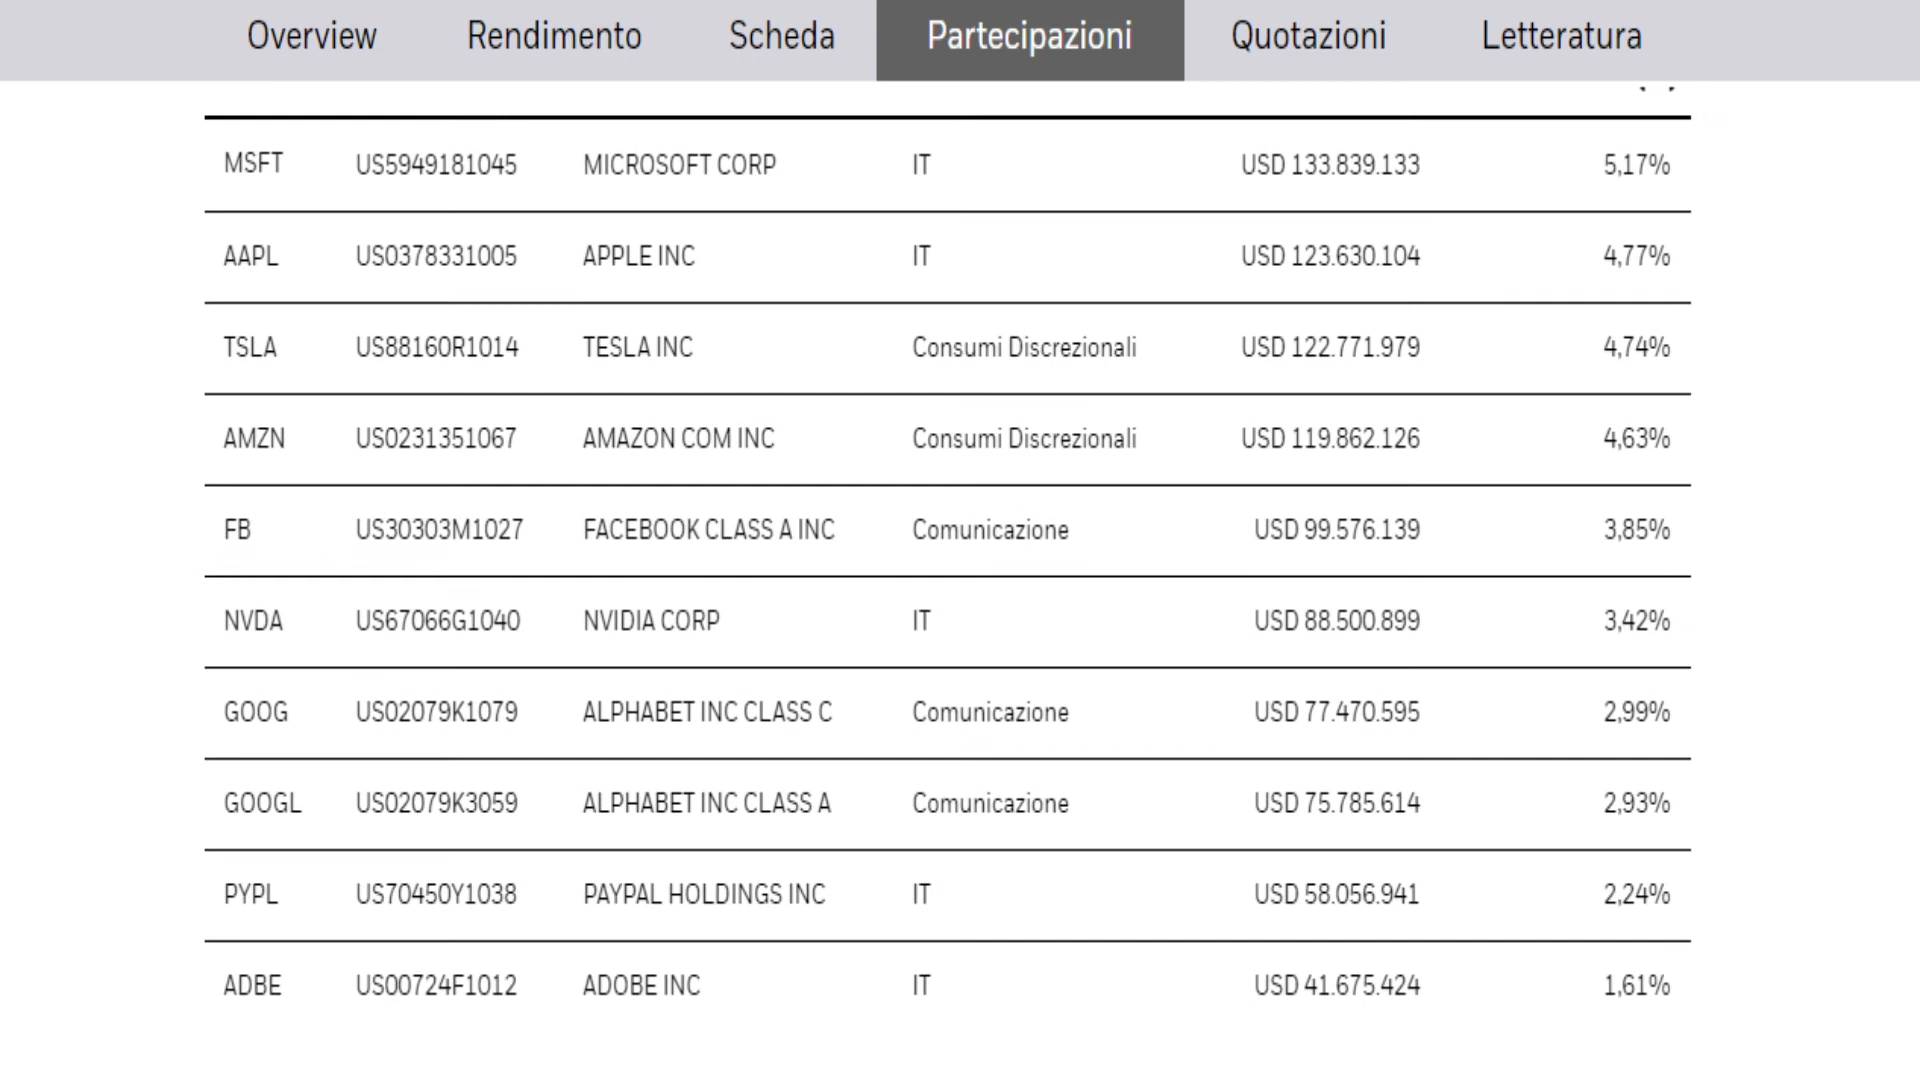 Overview Rendimento Scheda Partecipazioni Quotazioni Letteratura
MSFT US5949181045 MICROSOFT CORP IT USD 133.839.133 5,17%
AAPL US0378331005 APPLE INC IT USD 123.630.104 4,77%
TSLA US88160R1014 TESLA INC Consumi Discrezionali USD 122.771.979 4,74%
AMZN US0231351067 AMAZON COM INC Consumi Discrezionali USD 119.862.126 4,63%
FB US30303M1027 FACEBOOK CLASS A INC Comunicazione USD 99.576.139 3,85%
NVDA US67066G1040 NVIDIA CORP IT USD 88.500.899 3,42%
GOOG US02079K1079 ALPHABET INC CLASS C Comunicazione USD 77.470.595 2,99%
GOOGL US02079K3059 ALPHABET INC CLASS A Comunicazione USD 75.785.614 2,93%
PYPL US70450Y1038 PAYPAL HOLDINGS INC IT USD 58.056.941 2,24%
ADBE US00724F1012 ADOBE INC IT USD 41.675.424 1,61%